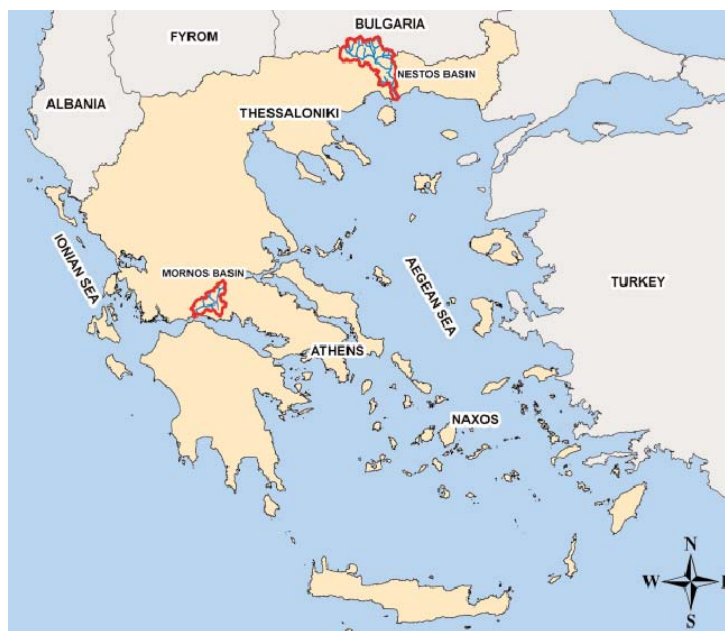 BULGARIA
FYROM
NESTOS BASIN
ALBANIA
THESSALONIKI
IONIAN SEA
MORNOS BASIN
AEGEAN SEA
TURKEY
ATHENS
NAXOS
N
W
S